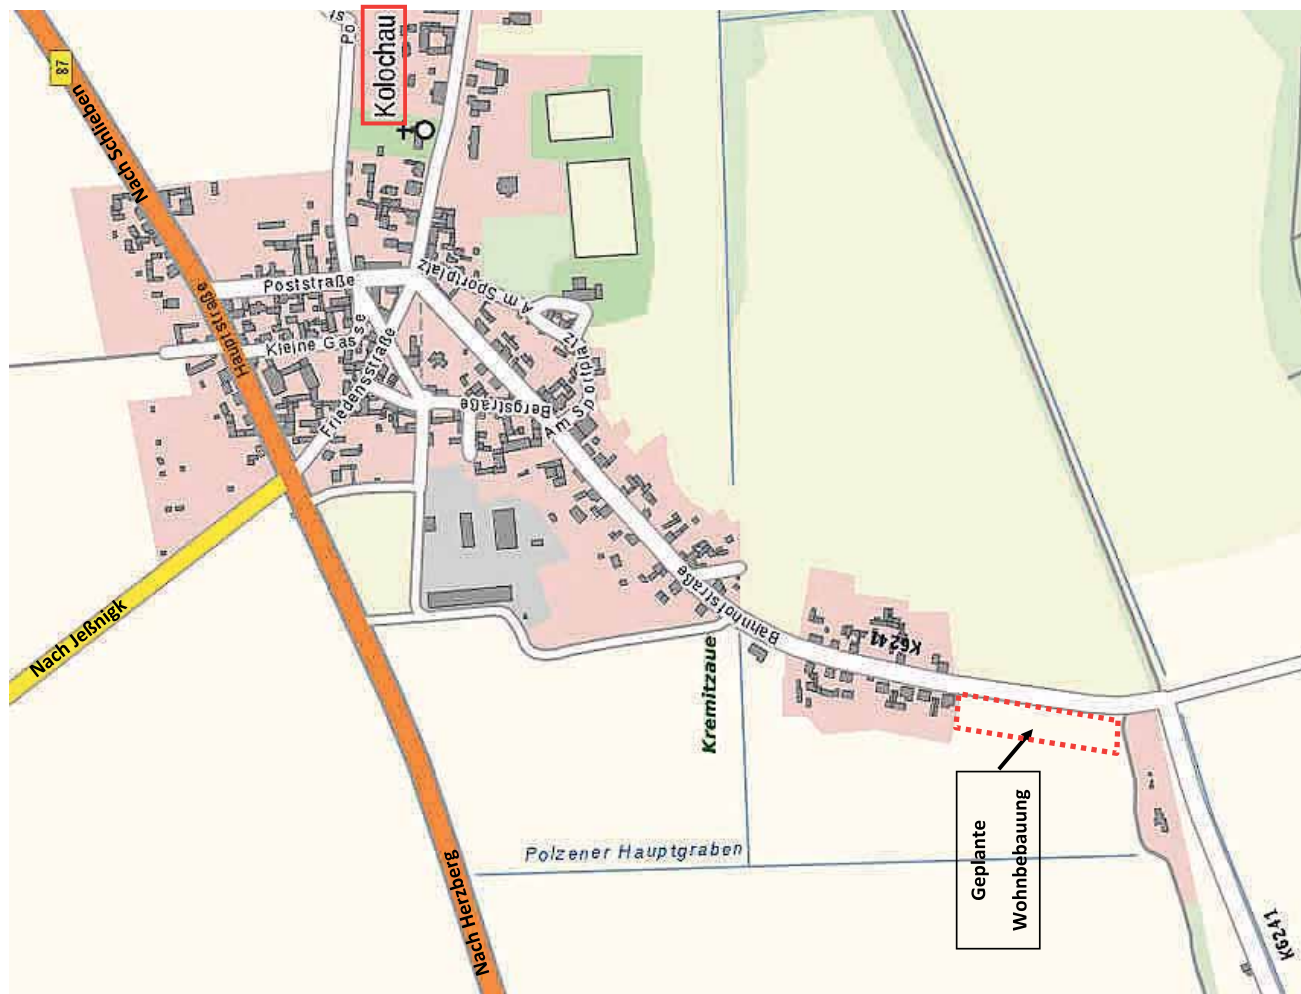 87
Nach Schlieben
Kolochau
Poststraße
Hauptstraße
Kleine Gasse
Friedensstraße
Am Sportplatz
Am Sportplatz
Bergstraße
Bahnhofstraße
Nach Jeßnigk
K6241
Kremitzaue
Polzener Hauptgraben
Geplante
Wohnbebauung
Nach Herzberg
K6241